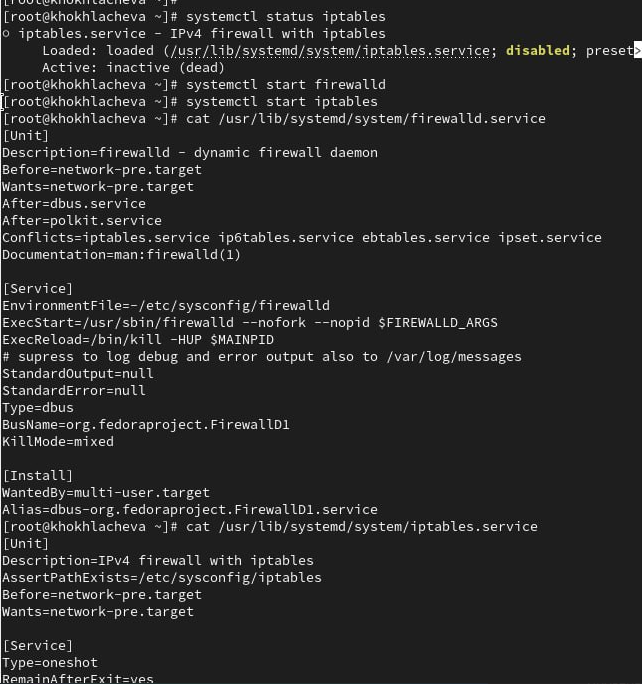 [root@khokhlacheva ~]#
[root@khokhlacheva ~]# systemctl status iptables
○ iptables.service - IPv4 firewall with iptables
     Loaded: loaded (/usr/lib/systemd/system/iptables.service; disabled; preset>
     Active: inactive (dead)
[root@khokhlacheva ~]# systemctl start firewalld
[root@khokhlacheva ~]# systemctl start iptables
[root@khokhlacheva ~]# cat /usr/lib/systemd/system/firewalld.service
[Unit]
Description=firewalld - dynamic firewall daemon
Before=network-pre.target
Wants=network-pre.target
After=dbus.service
After=polkit.service
Conflicts=iptables.service ip6tables.service ebtables.service ipset.service
Documentation=man:firewalld(1)

[Service]
EnvironmentFile=-/etc/sysconfig/firewalld
ExecStart=/usr/sbin/firewalld --nofork --nopid $FIREWALLD_ARGS
ExecReload=/bin/kill -HUP $MAINPID
# supress to log debug and error output also to /var/log/messages
StandardOutput=null
StandardError=null
Type=dbus
BusName=org.fedoraproject.FirewallD1
KillMode=mixed

[Install]
WantedBy=multi-user.target
Alias=dbus-org.fedoraproject.FirewallD1.service
[root@khokhlacheva ~]# cat /usr/lib/systemd/system/iptables.service
[Unit]
Description=IPv4 firewall with iptables
AssertPathExists=/etc/sysconfig/iptables
Before=network-pre.target
Wants=network-pre.target

[Service]
Type=oneshot
RemainAfterExit=yes